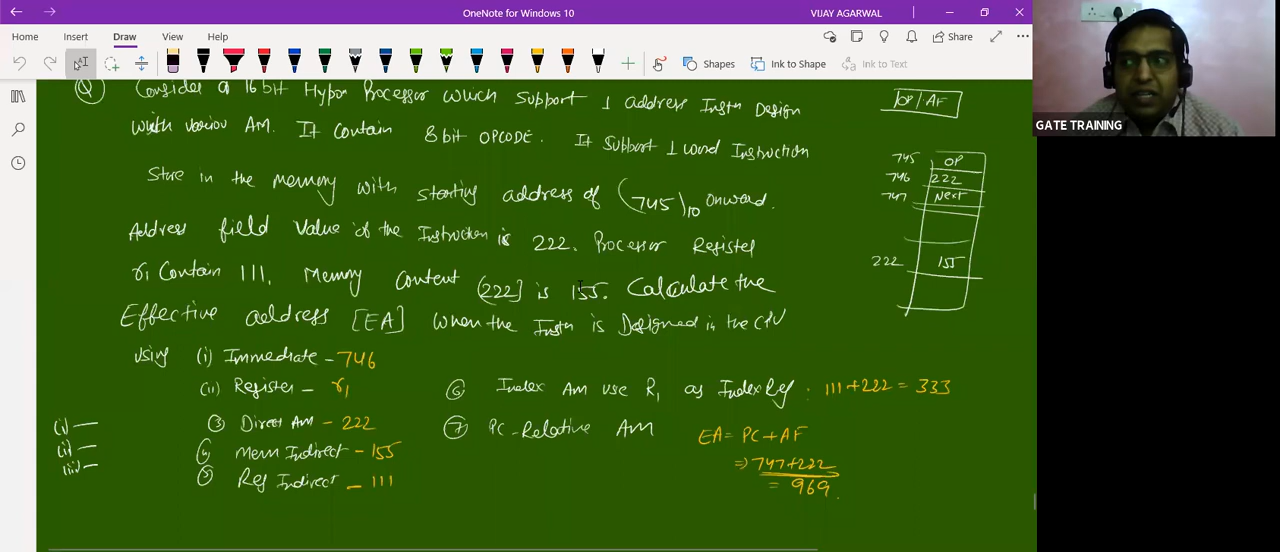 OneNote for Windows 10
VIJAY AGARWAL
Home Insert Draw View Help
Share
Shapes Ink to Shape Ink to Text
Q Consider a 16 bit Hypo Processor which support 1 address Instn Design
with various AM. It Contain 8 bit OPCODE. It support 1 word Instruction
Store in the memory with starting address of (745)10 onward.
Address field value of the Instruction is 222. Processor Register
r1 Contain 111. Memory Content [222] is 155. Calculate the
Effective address [EA] when the Instn is Designed in the CPU
using (i) Immediate - 746
(ii) Register - r1
(3) Direct AM - 222
(4) Mem Indirect - 155
(5) Reg Indirect - 111
(i) —
(ii) —
(iii) —
(6) Index AM use R1 as Index Reg : 111 + 222 = 333
(7) PC-Relative AM
EA = PC + AF
⇒ 747 + 222
= 969.
OP | AF
745 OP
746 222
747 Next
222 155
GATE TRAINING